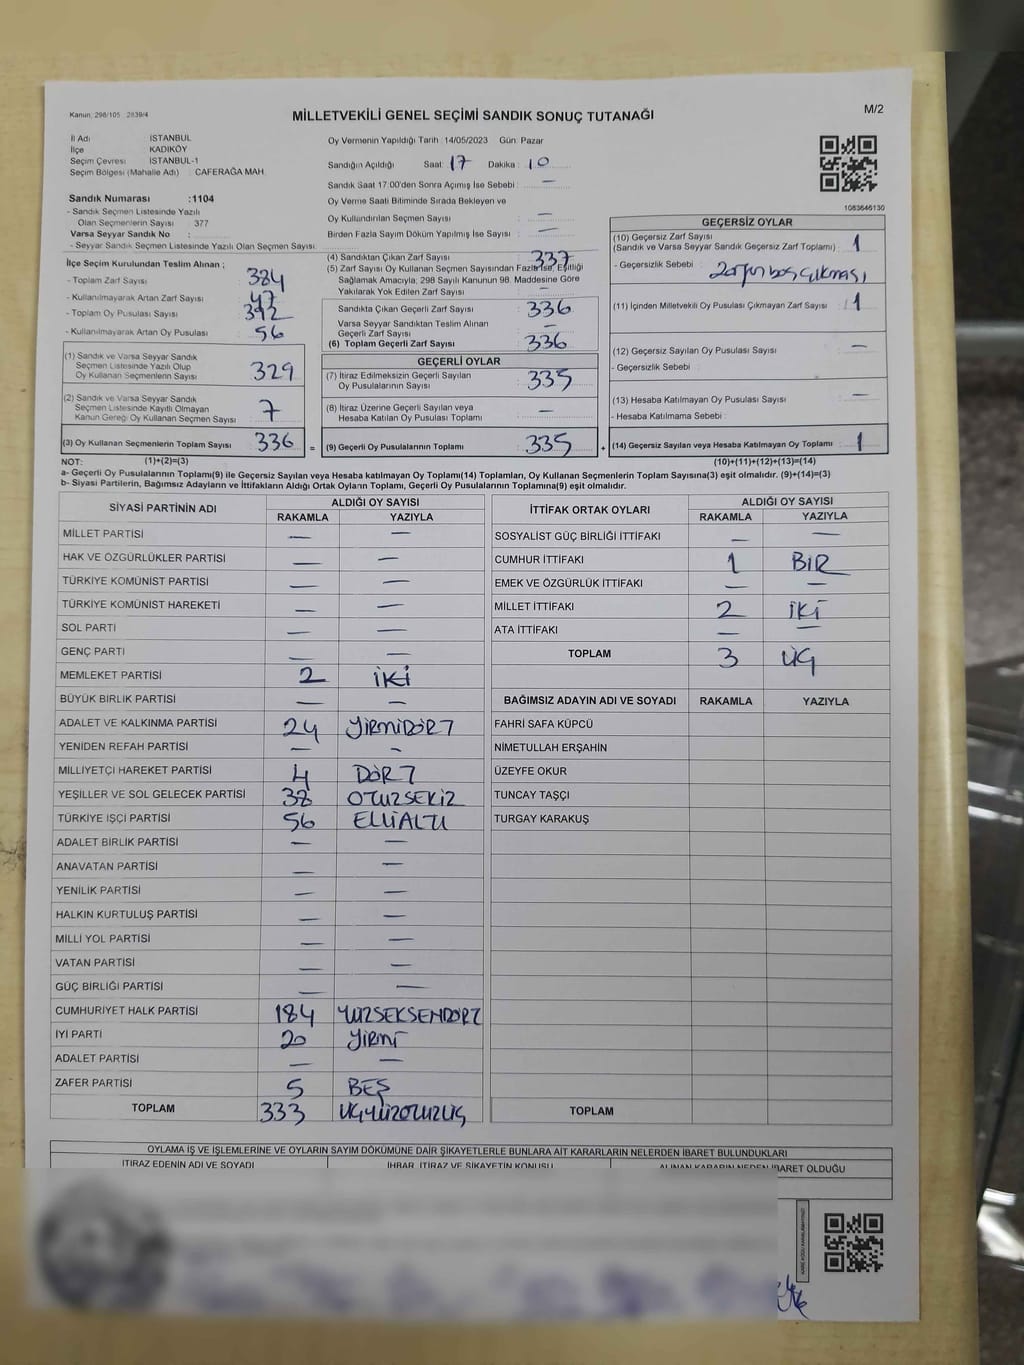 Kanun: 298/105 2839/4
MİLLETVEKİLİ GENEL SEÇİMİ SANDIK SONUÇ TUTANAĞI
M/2
İl Adı : İSTANBUL
İlçe : KADIKÖY
Seçim Çevresi : İSTANBUL-1
Seçim Bölgesi (Mahalle Adı) : CAFERAĞA MAH.
Sandık Numarası :1104
- Sandık Seçmen Listesinde Yazılı
Olan Seçmenlerin Sayısı : 377
Varsa Seyyar Sandık No :
- Seyyar Sandık Seçmen Listesinde Yazılı Olan Seçmen Sayısı:
Oy Vermenin Yapıldığı Tarih : 14/05/2023 Gün: Pazar
Sandığın Açıldığı Saat: 17 Dakika : 10
Sandık Saat 17:00'den Sonra Açımış İse Sebebi : —
Oy Verme Saati Bitiminde Sırada Bekleyen ve
Oy Kullandırılan Seçmen Sayısı : —
Birden Fazla Sayım Döküm Yapılmış İse Sayısı : —
1083646130
İlçe Seçim Kurulundan Teslim Alınan ;
- Toplam Zarf Sayısı : 384
- Kullanılmayarak Artan Zarf Sayısı : 47
- Toplam Oy Pusulası Sayısı : 392
- Kullanılmayarak Artan Oy Pusulası : 56
(1) Sandık ve Varsa Seyyar Sandık
Seçmen Listesinde Yazılı Olup
Oy Kullanan Seçmenlerin Sayısı : 329
(2) Sandık ve Varsa Seyyar Sandık
Seçmen Listesinde Kayıtlı Olmayan
Kanun Gereği Oy Kullanan Seçmen Sayısı : 7
(3) Oy Kullanan Seçmenlerin Toplam Sayısı : 336 =
(4) Sandıktan Çıkan Zarf Sayısı : 337
(5) Zarf Sayısı Oy Kullanan Seçmen Sayısından Fazla İse, Eşitliği
Sağlamak Amacıyla; 298 Sayılı Kanunun 98. Maddesine Göre
Yakılarak Yok Edilen Zarf Sayısı : —
Sandıkta Çıkan Geçerli Zarf Sayısı : 336
Varsa Seyyar Sandıktan Teslim Alınan
Geçerli Zarf Sayısı : —
(6) Toplam Geçerli Zarf Sayısı : 336
GEÇERLİ OYLAR
(7) İtiraz Edilmeksizin Geçerli Sayılan
Oy Pusulalarının Sayısı : 335
(8) İtiraz Üzerine Geçerli Sayılan veya
Hesaba Katılan Oy Pusulası Toplamı : —
(9) Gerçerli Oy Pusulalarının Toplamı : 335 +
GEÇERSİZ OYLAR
(10) Geçersiz Zarf Sayısı
(Sandık ve Varsa Seyyar Sandık Geçersiz Zarf Toplamı) : 1
- Geçersizlik Sebebi : zarfın boş çıkması
(11) İçinden Milletvekili Oy Pusulası Çıkmayan Zarf Sayısı : 1
(12) Geçersiz Sayılan Oy Pusulası Sayısı : —
- Geçersizlik Sebebi :
(13) Hesaba Katılmayan Oy Pusulası Sayısı : —
- Hesaba Katılmama Sebebi :
(14) Geçersiz Sayılan veya Hesaba Katılmayan Oy Toplamı : 1
NOT: (1)+(2)=(3) (10)+(11)+(12)+(13)=(14)
a- Geçerli Oy Pusulalarının Toplamı(9) ile Geçersiz Sayılan veya Hesaba katılmayan Oy Toplamı(14) Toplamları, Oy Kullanan Seçmenlerin Toplam Sayısına(3) eşit olmalıdır. (9)+(14)=(3)
b- Siyasi Partilerin, Bağımsız Adayların ve İttifakların Aldığı Ortak Oyların Toplamı, Geçerli Oy Pusulalarının Toplamına(9) eşit olmalıdır.
SİYASİ PARTİNİN ADI ALDIĞI OY SAYISI
RAKAMLA YAZIYLA
MİLLET PARTİSİ — —
HAK VE ÖZGÜRLÜKLER PARTİSİ — —
TÜRKİYE KOMÜNİST PARTİSİ — —
TÜRKİYE KOMÜNİST HAREKETİ — —
SOL PARTİ — —
GENÇ PARTİ — —
MEMLEKET PARTİSİ 2 İKİ
BÜYÜK BİRLİK PARTİSİ — —
ADALET VE KALKINMA PARTİSİ 24 YİRMİDÖRT
YENİDEN REFAH PARTİSİ — —
MİLLİYETÇİ HAREKET PARTİSİ 4 DÖRT
YEŞİLLER VE SOL GELECEK PARTİSİ 38 OTUZSEKİZ
TÜRKİYE İŞÇİ PARTİSİ 56 ELLİALTI
ADALET BİRLİK PARTİSİ — —
ANAVATAN PARTİSİ — —
YENİLİK PARTİSİ — —
HALKIN KURTULUŞ PARTİSİ — —
MİLLİ YOL PARTİSİ — —
VATAN PARTİSİ — —
GÜÇ BİRLİĞİ PARTİSİ — —
CUMHURİYET HALK PARTİSİ 184 YÜZSEKSENDÖRT
İYİ PARTİ 20 YİRMİ
ADALET PARTİSİ — —
ZAFER PARTİSİ 5 BEŞ
TOPLAM 333 ÜÇYÜZOTUZÜÇ
İTTİFAK ORTAK OYLARI ALDIĞI OY SAYISI
RAKAMLA YAZIYLA
SOSYALİST GÜÇ BİRLİĞİ İTTİFAKI — —
CUMHUR İTTİFAKI 1 BİR
EMEK VE ÖZGÜRLÜK İTTİFAKI — —
MİLLET İTTİFAKI 2 İKİ
ATA İTTİFAKI — —
TOPLAM 3 ÜÇ
BAĞIMSIZ ADAYIN ADI VE SOYADI RAKAMLA YAZIYLA
FAHRİ SAFA KÜPCÜ
NİMETULLAH ERŞAHİN
ÜZEYFE OKUR
TUNCAY TAŞÇI
TURGAY KARAKUŞ
TOPLAM
OYLAMA İŞ VE İŞLEMLERİNE VE OYLARIN SAYIM DÖKÜMÜNE DAİR ŞİKAYETLERLE BUNLARA AİT KARARLARIN NELERDEN İBARET BULUNDUKLARI
İTİRAZ EDENİN ADI VE SOYADI İHBAR, İTİRAZ VE ŞİKAYETİN KONUSU ALINAN KARARIN NEDEN İBARET OLDUĞU